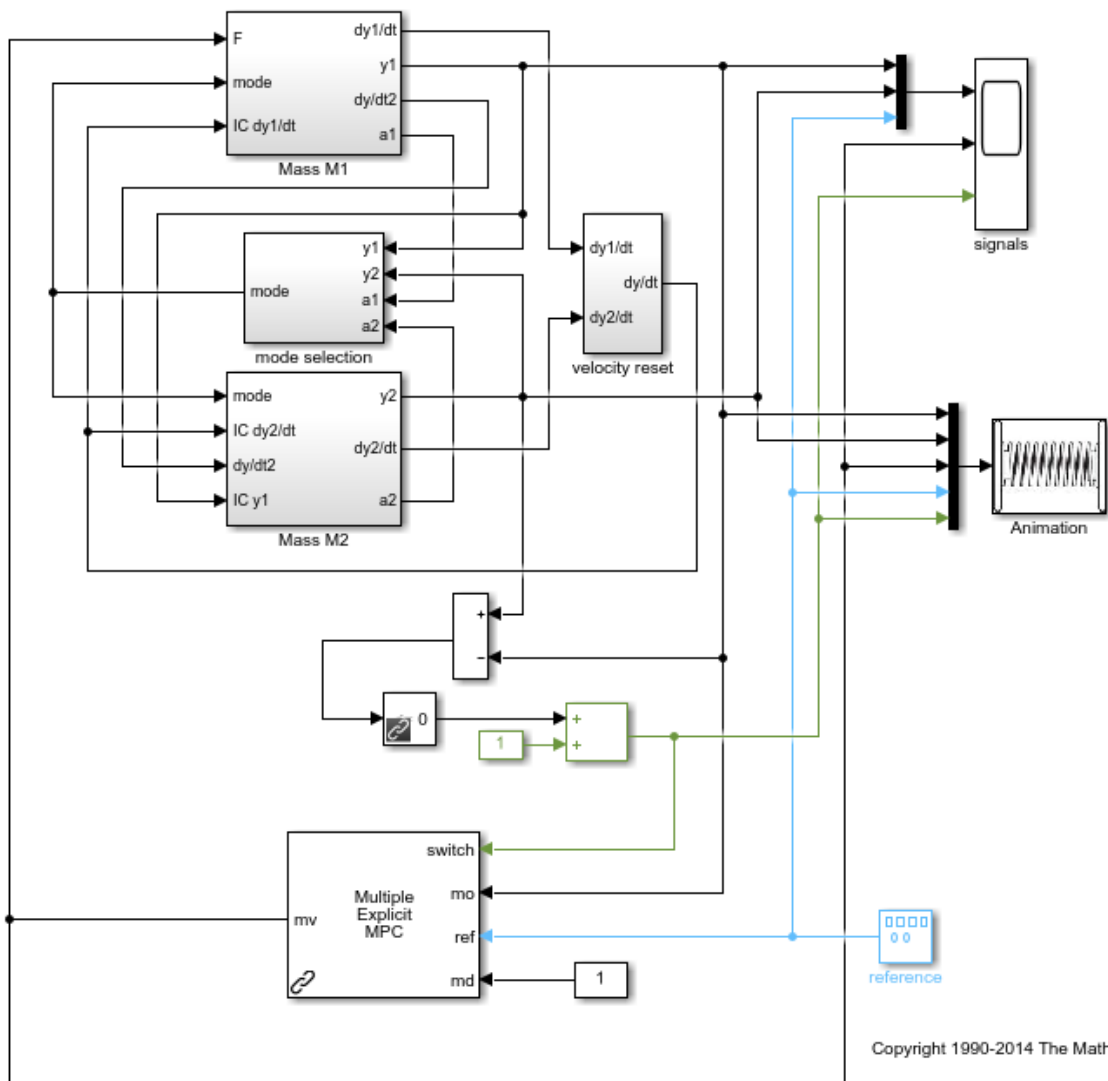 F
mode
IC dy1/dt
dy1/dt
y1
dy/dt2
a1
Mass M1
y1
y2
a1
a2
mode
mode selection
dy1/dt
dy2/dt
dy/dt
velocity reset
signals
mode
IC dy2/dt
dy/dt2
IC y1
y2
dy2/dt
a2
Mass M2
Animation
+
−
0
1
+
+
switch
mo
ref
md
mv
Multiple
Explicit
MPC
1
0 0
reference
Copyright 1990-2014 The Math